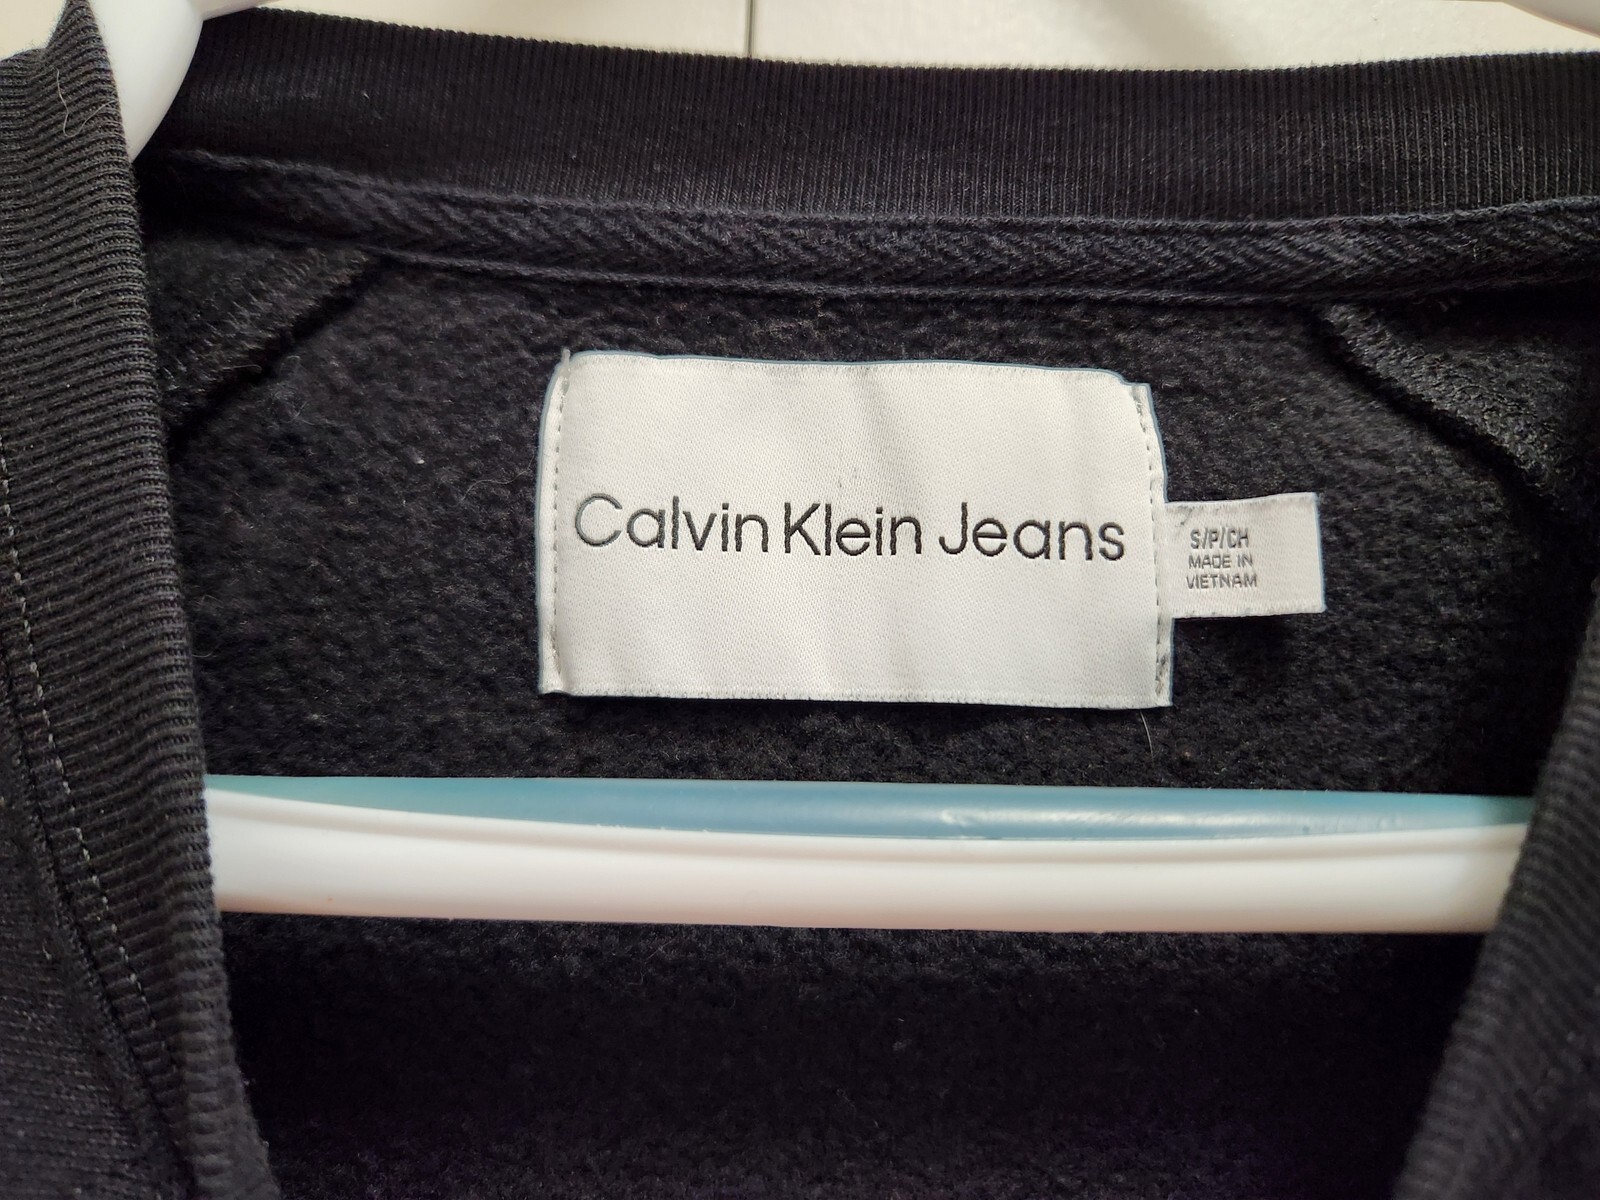 Calvin Klein Jeans
S/P/CH
MADE IN
VIETNAM